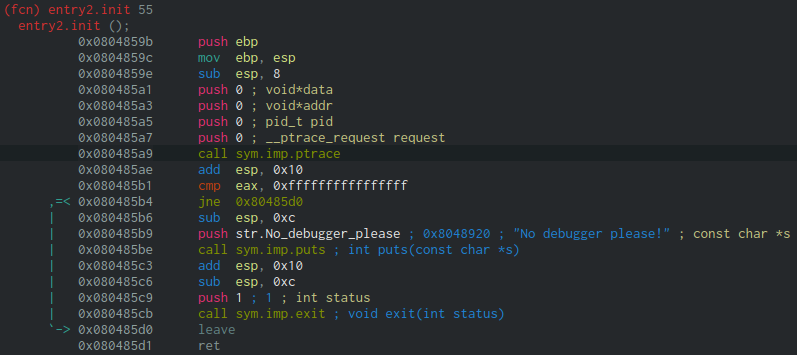 (fcn) entry2.init 55
  entry2.init ();
          0x0804859b      push ebp
          0x0804859c      mov  ebp, esp
          0x0804859e      sub  esp, 8
          0x080485a1      push 0 ; void*data
          0x080485a3      push 0 ; void*addr
          0x080485a5      push 0 ; pid_t pid
          0x080485a7      push 0 ; __ptrace_request request
          0x080485a9      call sym.imp.ptrace
          0x080485ae      add  esp, 0x10
          0x080485b1      cmp  eax, 0xffffffffffffffff
      ,=< 0x080485b4      jne  0x80485d0
      |   0x080485b6      sub  esp, 0xc
      |   0x080485b9      push str.No_debugger_please ; 0x8048920 ; "No debugger please!" ; const char *s
      |   0x080485be      call sym.imp.puts ; int puts(const char *s)
      |   0x080485c3      add  esp, 0x10
      |   0x080485c6      sub  esp, 0xc
      |   0x080485c9      push 1 ; 1 ; int status
      |   0x080485cb      call sym.imp.exit ; void exit(int status)
      `-> 0x080485d0      leave
          0x080485d1      ret